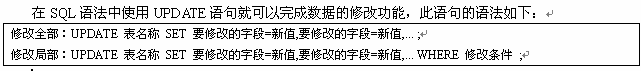 在 SQL 语法中使用 UPDATE 语句就可以完成数据的修改功能，此语句的语法如下：
修改全部：UPDATE 表名称 SET 要修改的字段=新值,要修改的字段=新值,... ;
修改局部：UPDATE 表名称 SET 要修改的字段=新值,要修改的字段=新值,... WHERE 修改条件 ;